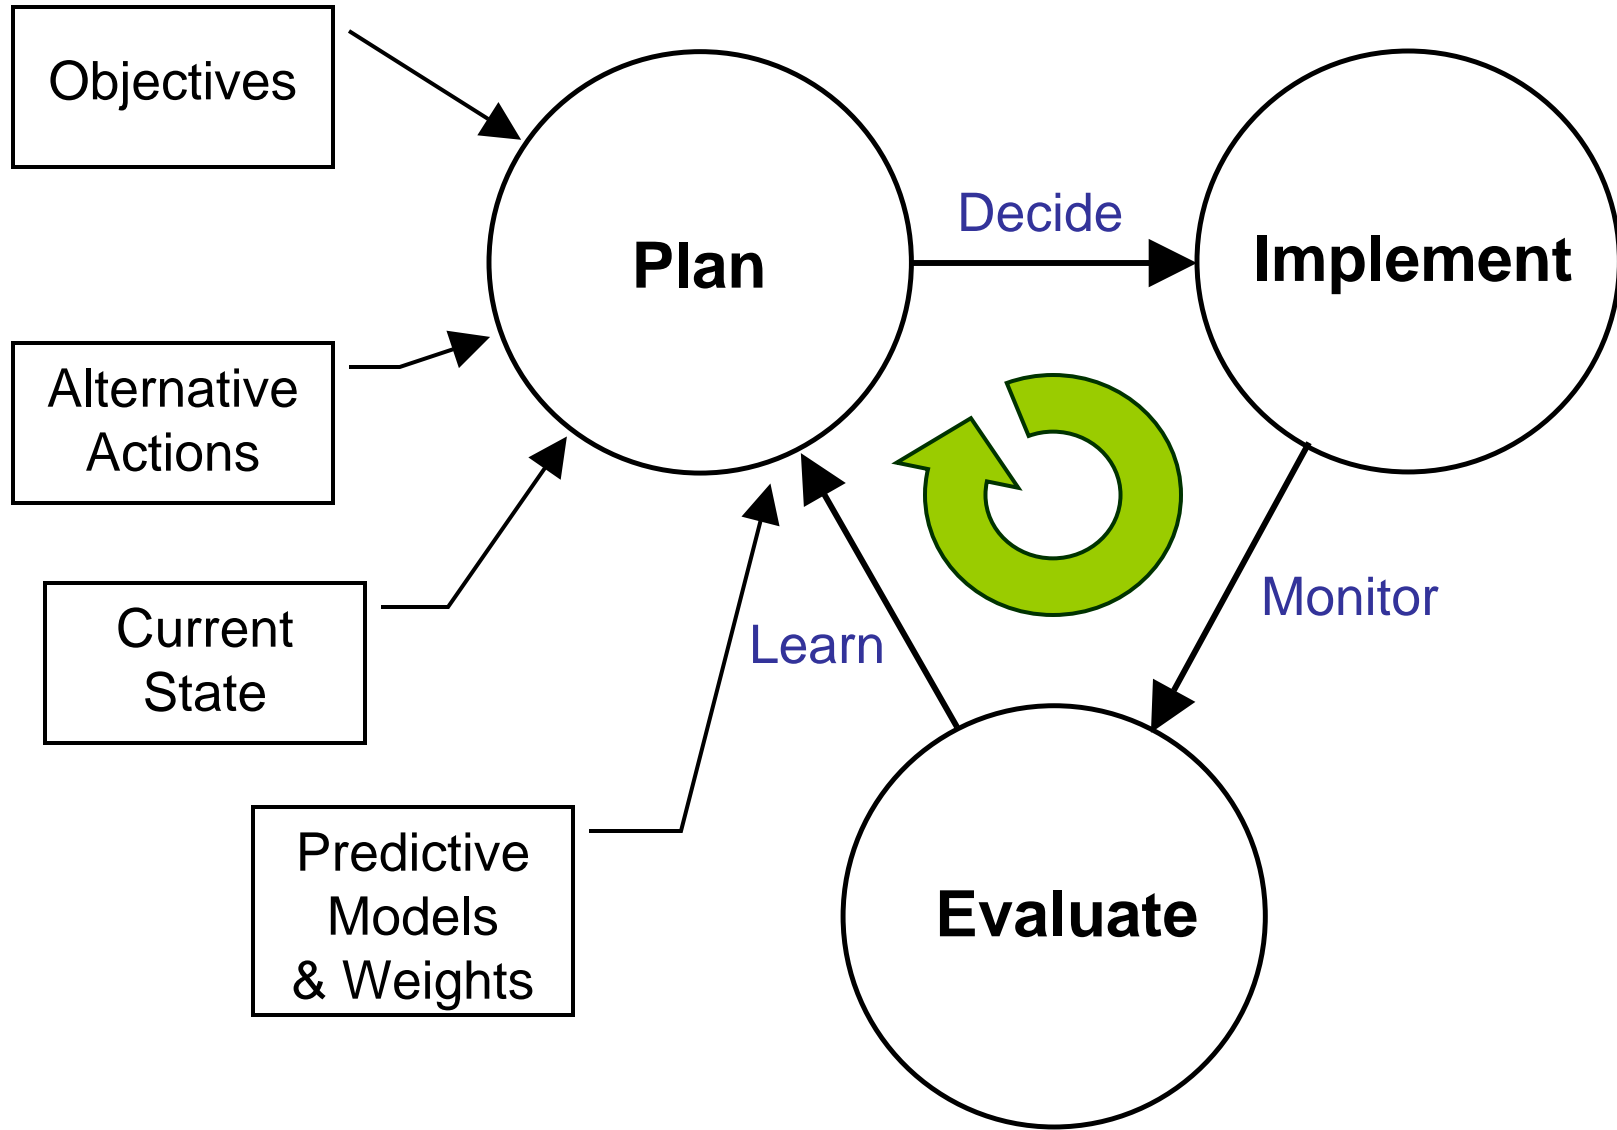 Objectives
Plan
Decide
Implement
Alternative
Actions
Current
State
Learn
Monitor
Predictive
Models
& Weights
Evaluate